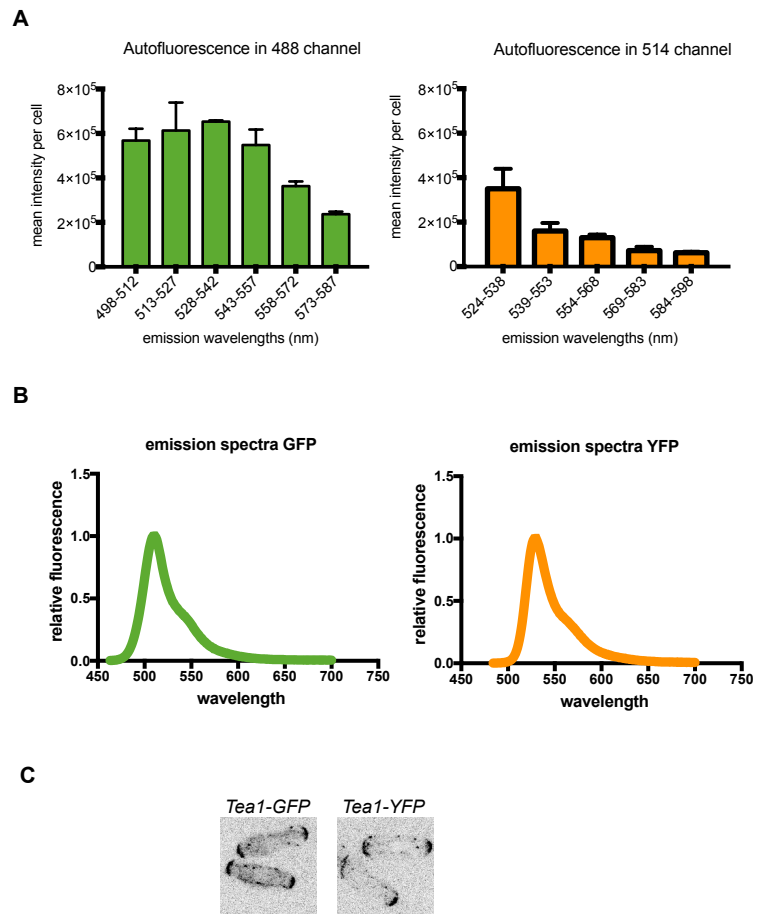 A
Autofluorescence in 488 channel
Autofluorescence in 514 channel
mean intensity per cell
8×10⁵
6×10⁵
4×10⁵
2×10⁵
0
498-512
513-527
528-542
543-557
558-572
573-587
emission wavelengths (nm)
mean intensity per cell
8×10⁵
6×10⁵
4×10⁵
2×10⁵
0
524-538
539-553
554-568
569-583
584-598
emission wavelengths (nm)
B
emission spectra GFP
emission spectra YFP
relative fluorescence
1.5
1.0
0.5
0.0
450 500 550 600 650 700 750
wavelength
relative fluorescence
1.5
1.0
0.5
0.0
450 500 550 600 650 700 750
wavelength
C
Tea1-GFP Tea1-YFP